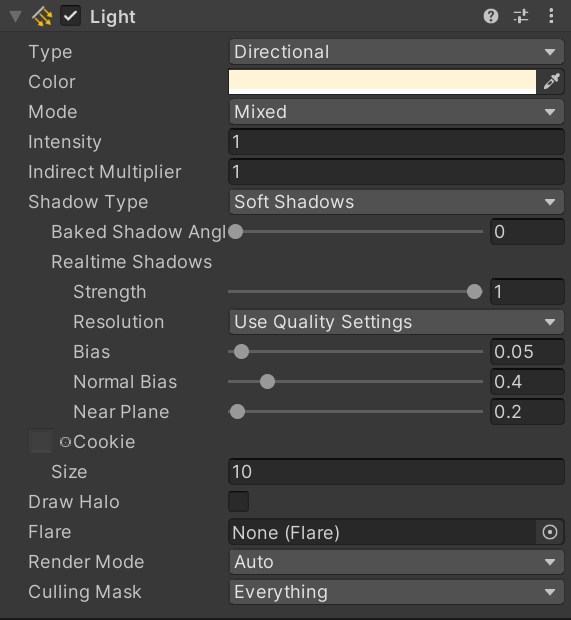 Light
Type Directional
Color
Mode Mixed
Intensity 1
Indirect Multiplier 1
Shadow Type Soft Shadows
Baked Shadow Angl 0
Realtime Shadows
Strength 1
Resolution Use Quality Settings
Bias 0.05
Normal Bias 0.4
Near Plane 0.2
Cookie
Size 10
Draw Halo
Flare None (Flare)
Render Mode Auto
Culling Mask Everything